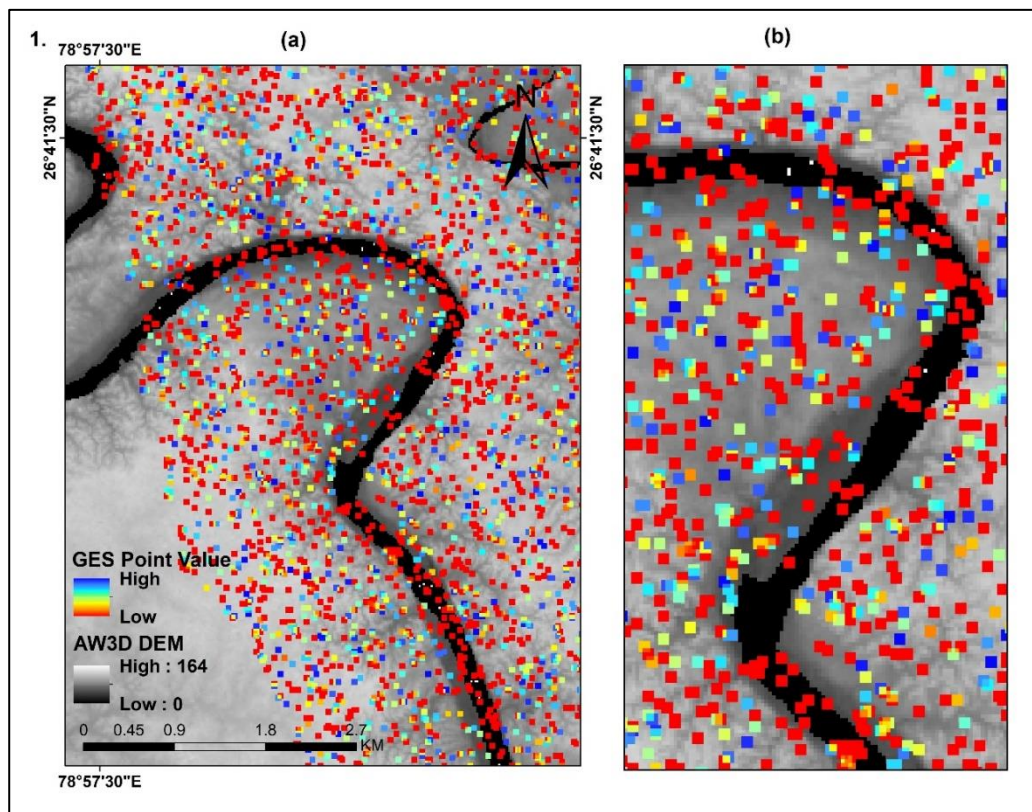 1.
(a)
(b)
78°57'30"E
26°41'30"N
N
26°41'30"N
GES Point Value
High
Low
AW3D DEM
High : 164
Low : 0
0 0.45 0.9 1.8 2.7
KM
78°57'30"E